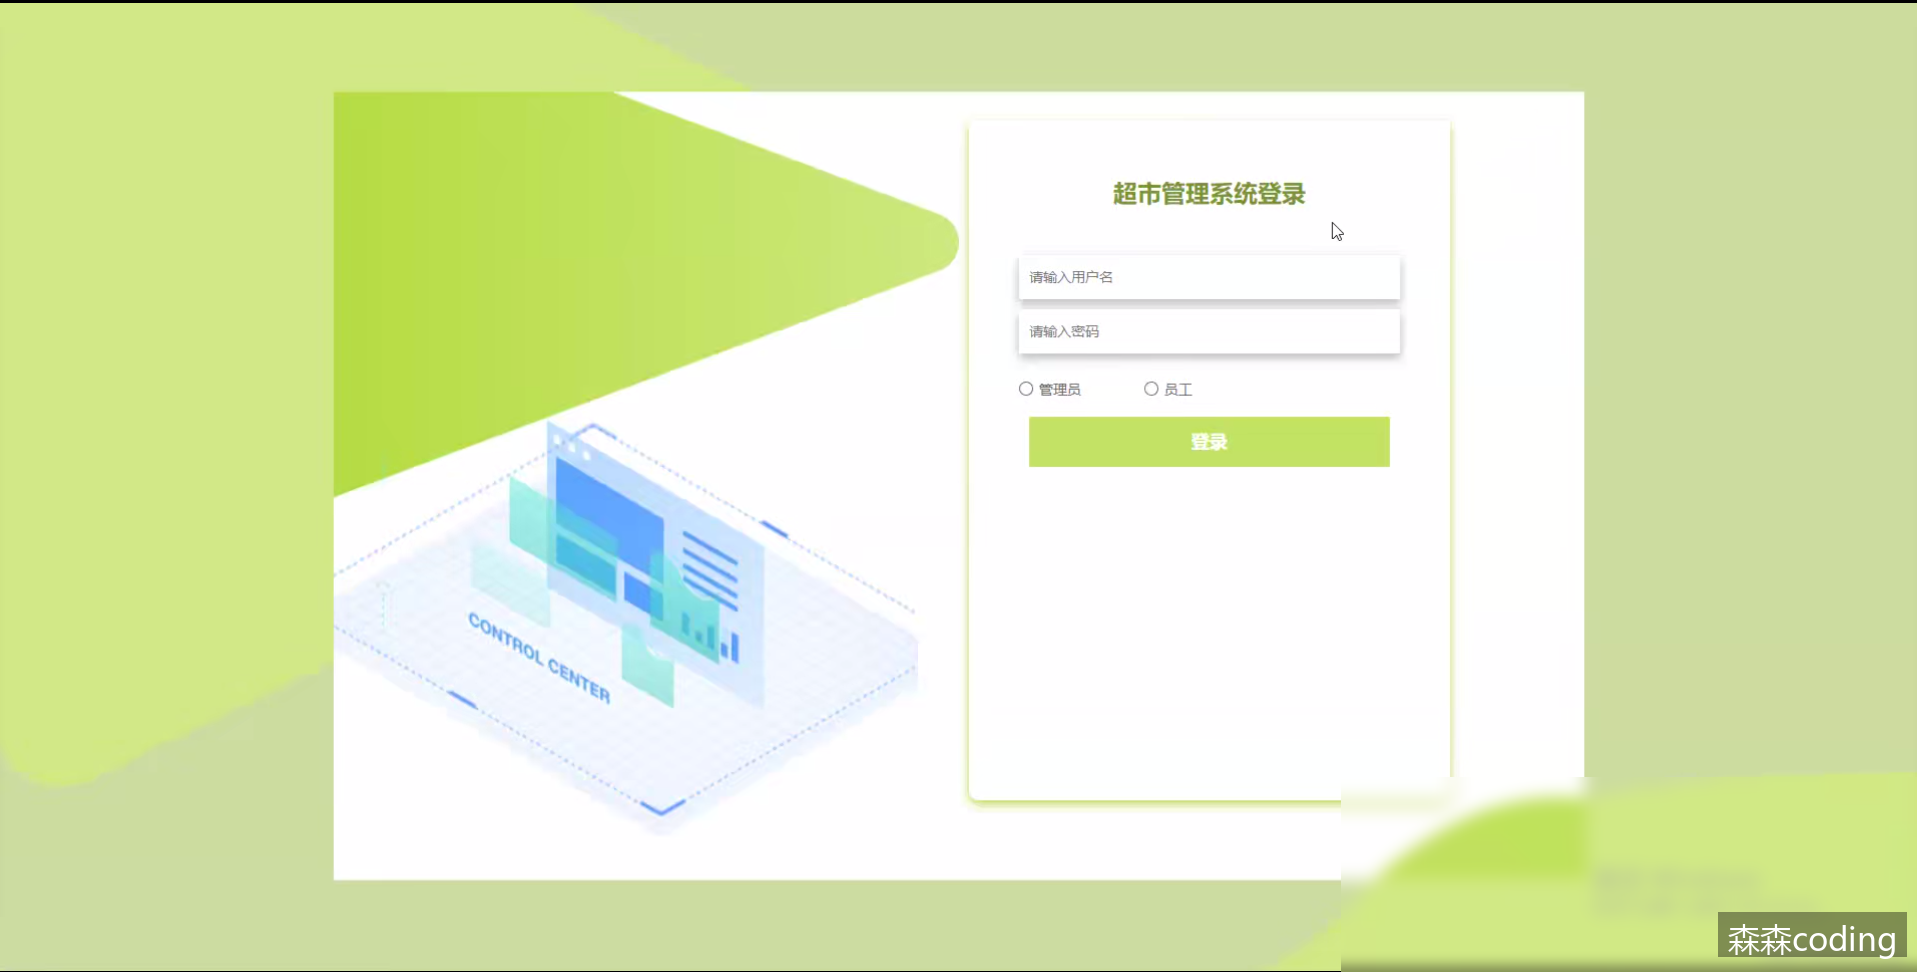 超市管理系统登录
请输入用户名
请输入密码
管理员
员工
登录
CONTROL CENTER
森森coding